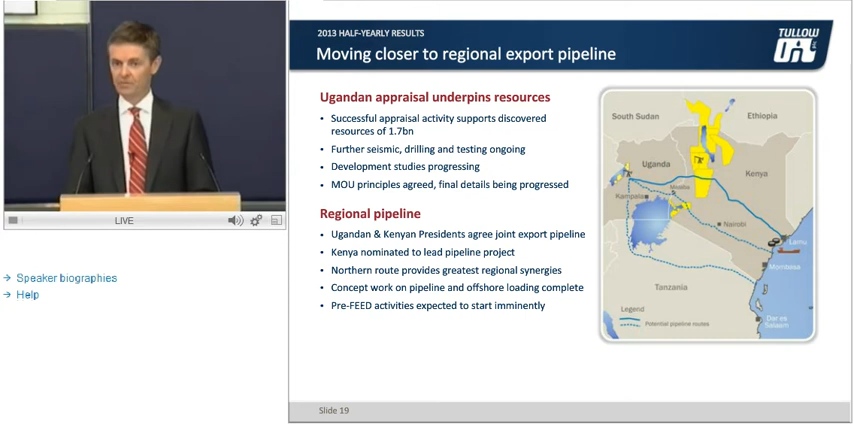 2013 HALF-YEARLY RESULTS
Moving closer to regional export pipeline
TULLOW
Oil
plc
Ugandan appraisal underpins resources
• Successful appraisal activity supports discovered
resources of 1.7bn
• Further seismic, drilling and testing ongoing
• Development studies progressing
• MOU principles agreed, final details being progressed
Regional pipeline
• Ugandan & Kenyan Presidents agree joint export pipeline
• Kenya nominated to lead pipeline project
• Northern route provides greatest regional synergies
• Concept work on pipeline and offshore loading complete
• Pre-FEED activities expected to start imminently
South Sudan
Ethiopia
Uganda
Kenya
Kampala
Mbale
Nairobi
Lamu
Mombasa
Tanzania
Dar es
Salaam
Legend
Potential pipeline routes
LIVE
→ Speaker biographies
→ Help
Slide 19